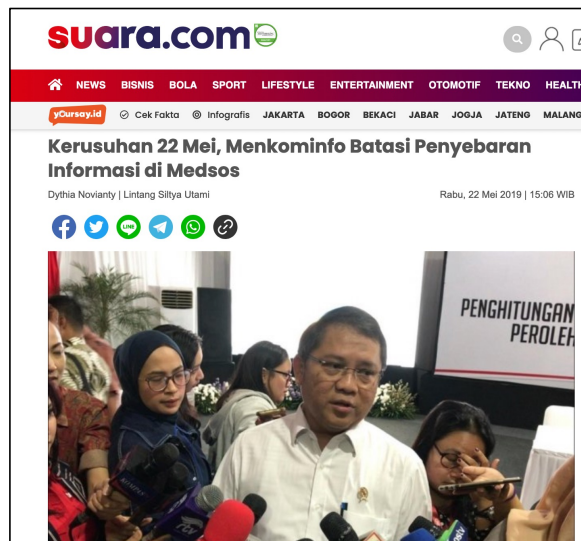 suara.com
NEWS BISNIS BOLA SPORT LIFESTYLE ENTERTAINMENT OTOMOTIF TEKNO HEALTH
yOursay.id Cek Fakta Infografis JAKARTA BOGOR BEKACI JABAR JOGJA JATENG MALANG
Kerusuhan 22 Mei, Menkominfo Batasi Penyebaran
Informasi di Medsos
Dythia Novianty | Lintang Siltya Utami Rabu, 22 Mei 2019 | 15:06 WIB
LINE
PENGHITUNGAN
PEROLEH